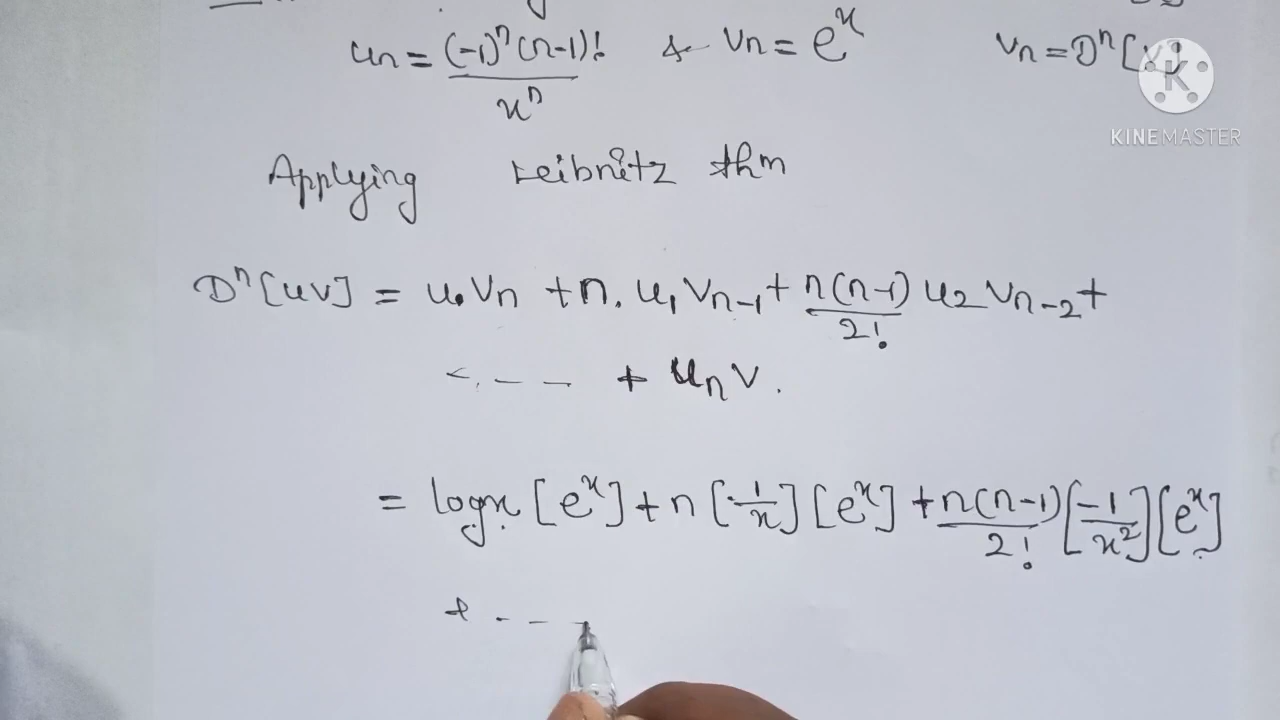 un = (-1)^n (n-1)! / x^n & Vn = e^x Vn = D^n [v]
KINEMASTER
Applying Leibnitz thm
D^n [uv] = u.Vn + n. u1 Vn-1 + n(n-1)/2! u2 Vn-2 +
---- + un v.
= logx [e^x] + n [1/x] [e^x] + n(n-1)/2! [-1/x^2] [e^x]
+ ---